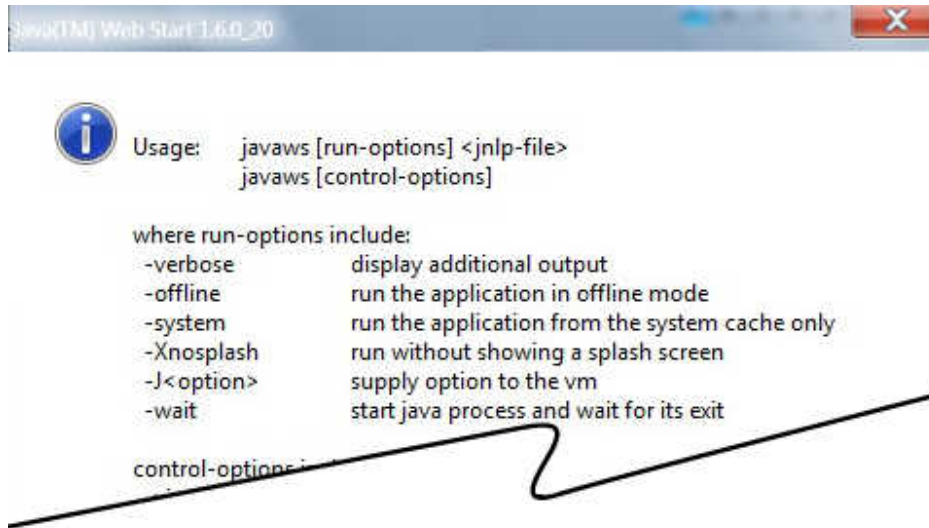 Java(TM) Web Start 1.6.0_20
Usage: javaws [run-options] <jnlp-file>
javaws [control-options]
where run-options include:
-verbose display additional output
-offline run the application in offline mode
-system run the application from the system cache only
-Xnosplash run without showing a splash screen
-J<option> supply option to the vm
-wait start java process and wait for its exit
control-options